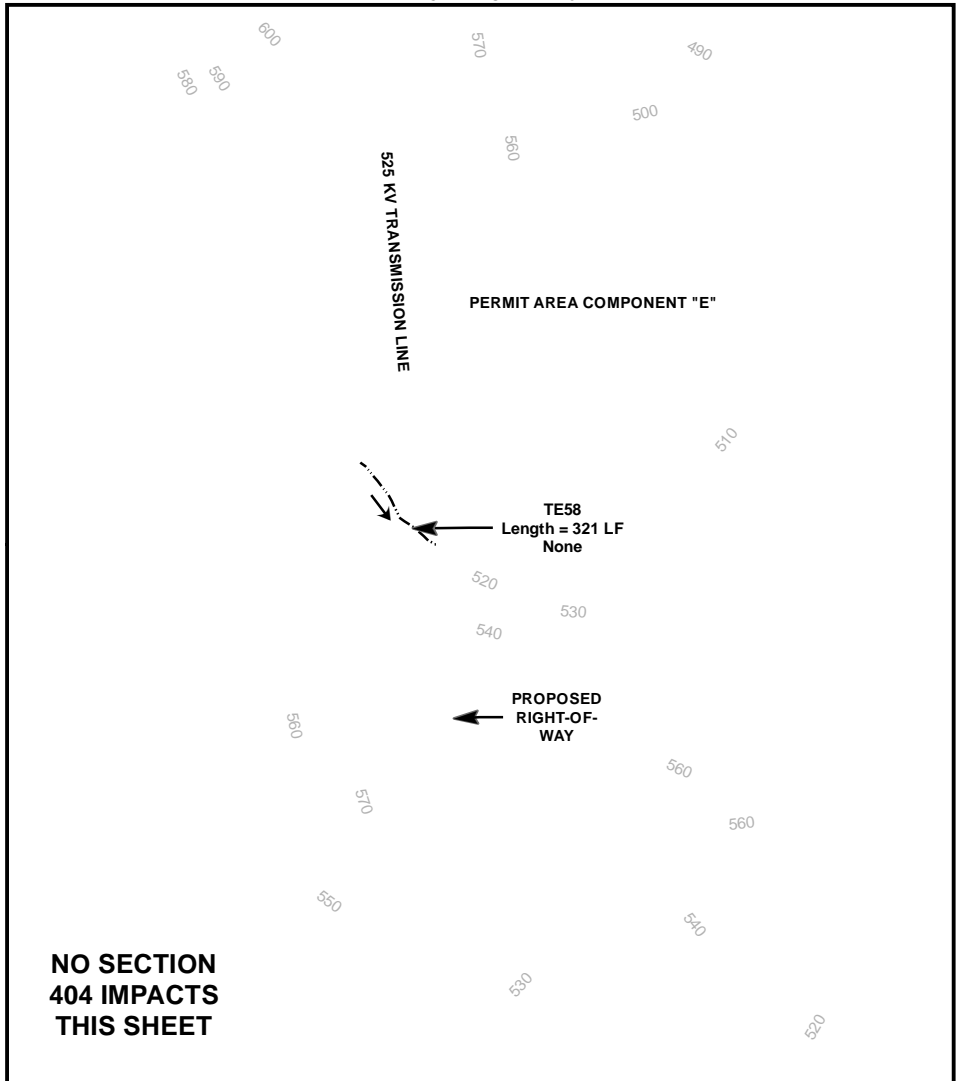 600
570
490
580
590
500
560
525 KV TRANSMISSION LINE
PERMIT AREA COMPONENT "E"
510
TE58
Length = 321 LF
None
520
530
540
PROPOSED
RIGHT-OF-
WAY
560
560
570
560
550
540
NO SECTION
404 IMPACTS
THIS SHEET
530
520